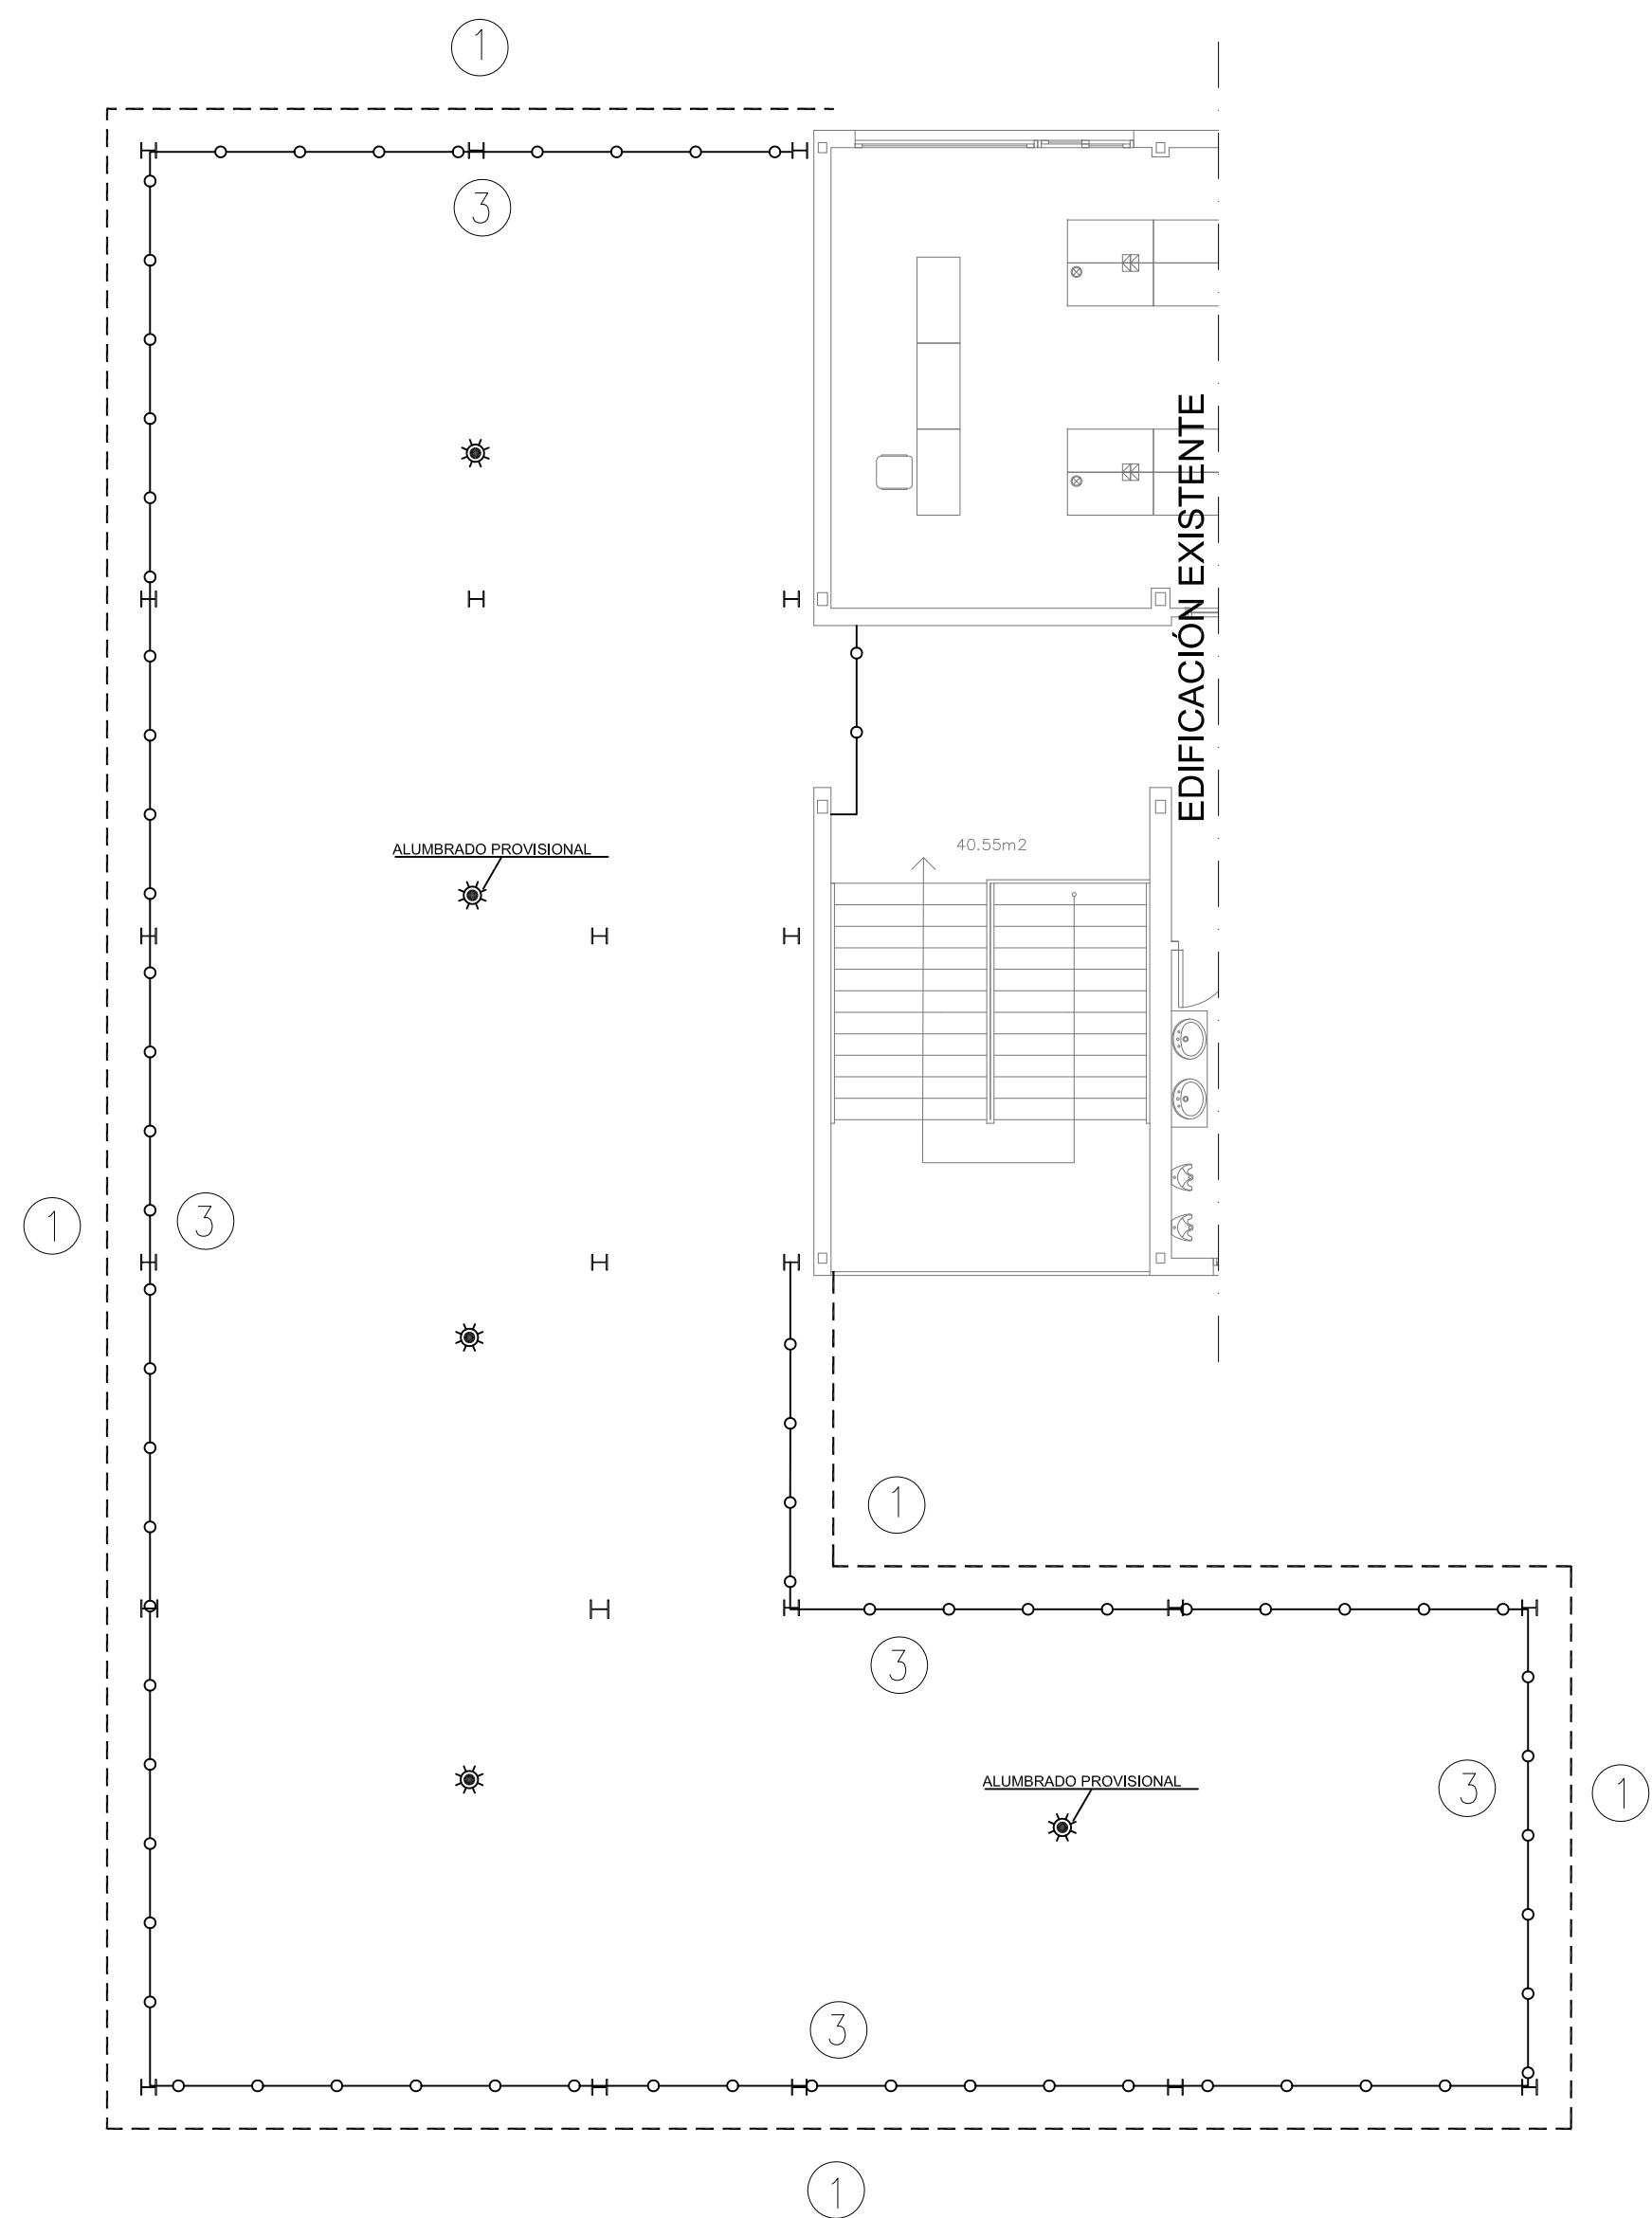 1
3
EDIFICACIÓN EXISTENTE
ALUMBRADO PROVISIONAL
40.55m2
1
3
1
3
ALUMBRADO PROVISIONAL
3
1
3
1